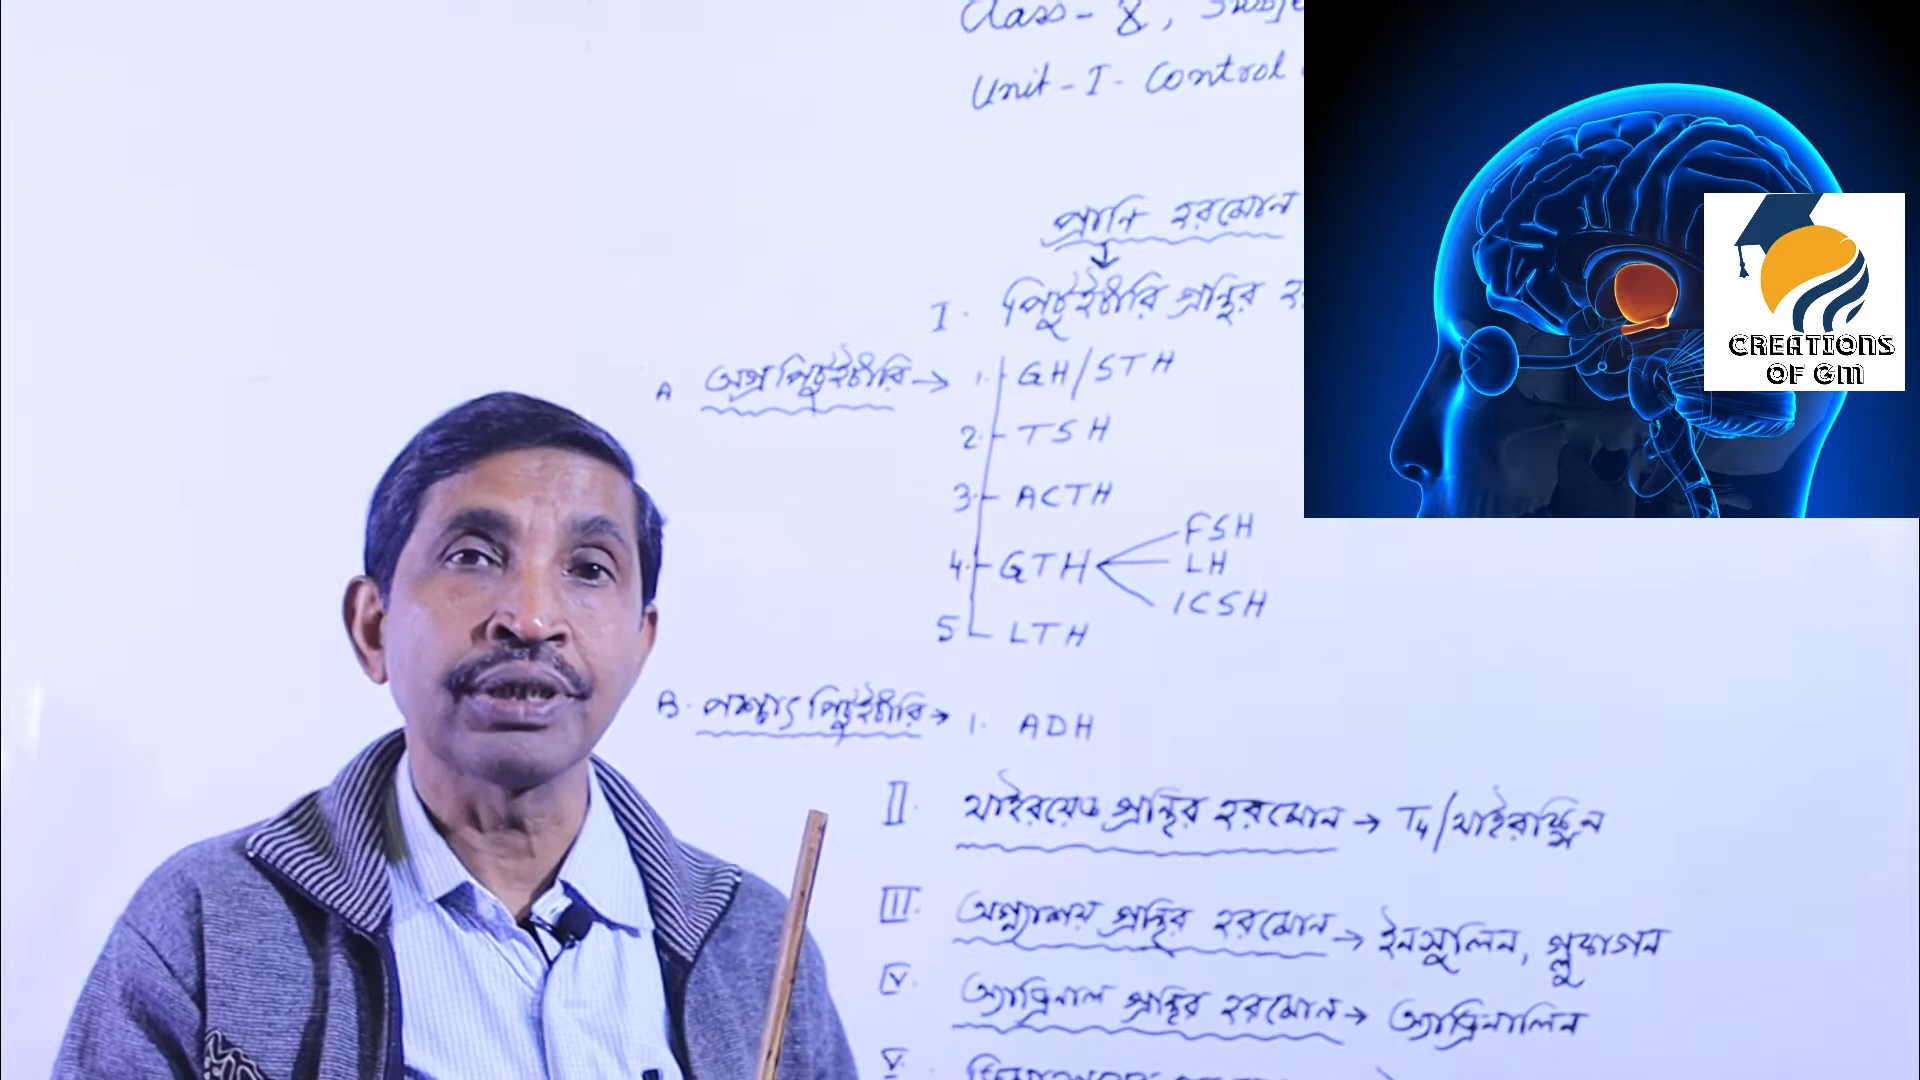 Class - X, Subje
Unit - I - Control
প্রাণি হরমোন
I. পিটুইটারি গ্রন্থির হ
A অগ্র পিটুইটারি → 1. GH/STH
2. TSH
3. ACTH
4. GTH FSH
LH
ICSH
5. LTH
B. পশ্চাৎ পিটুইটারি → 1. ADH
II. থাইরয়েড গ্রন্থির হরমোন → T4/থাইরক্সিন
III. অগ্ন্যাশয় গ্রন্থির হরমোন → ইনসুলিন, গ্লুকাগন
IV. অ্যাড্রিনাল গ্রন্থির হরমোন → অ্যাড্রিনালিন
V.
CREATIONS
OF GM